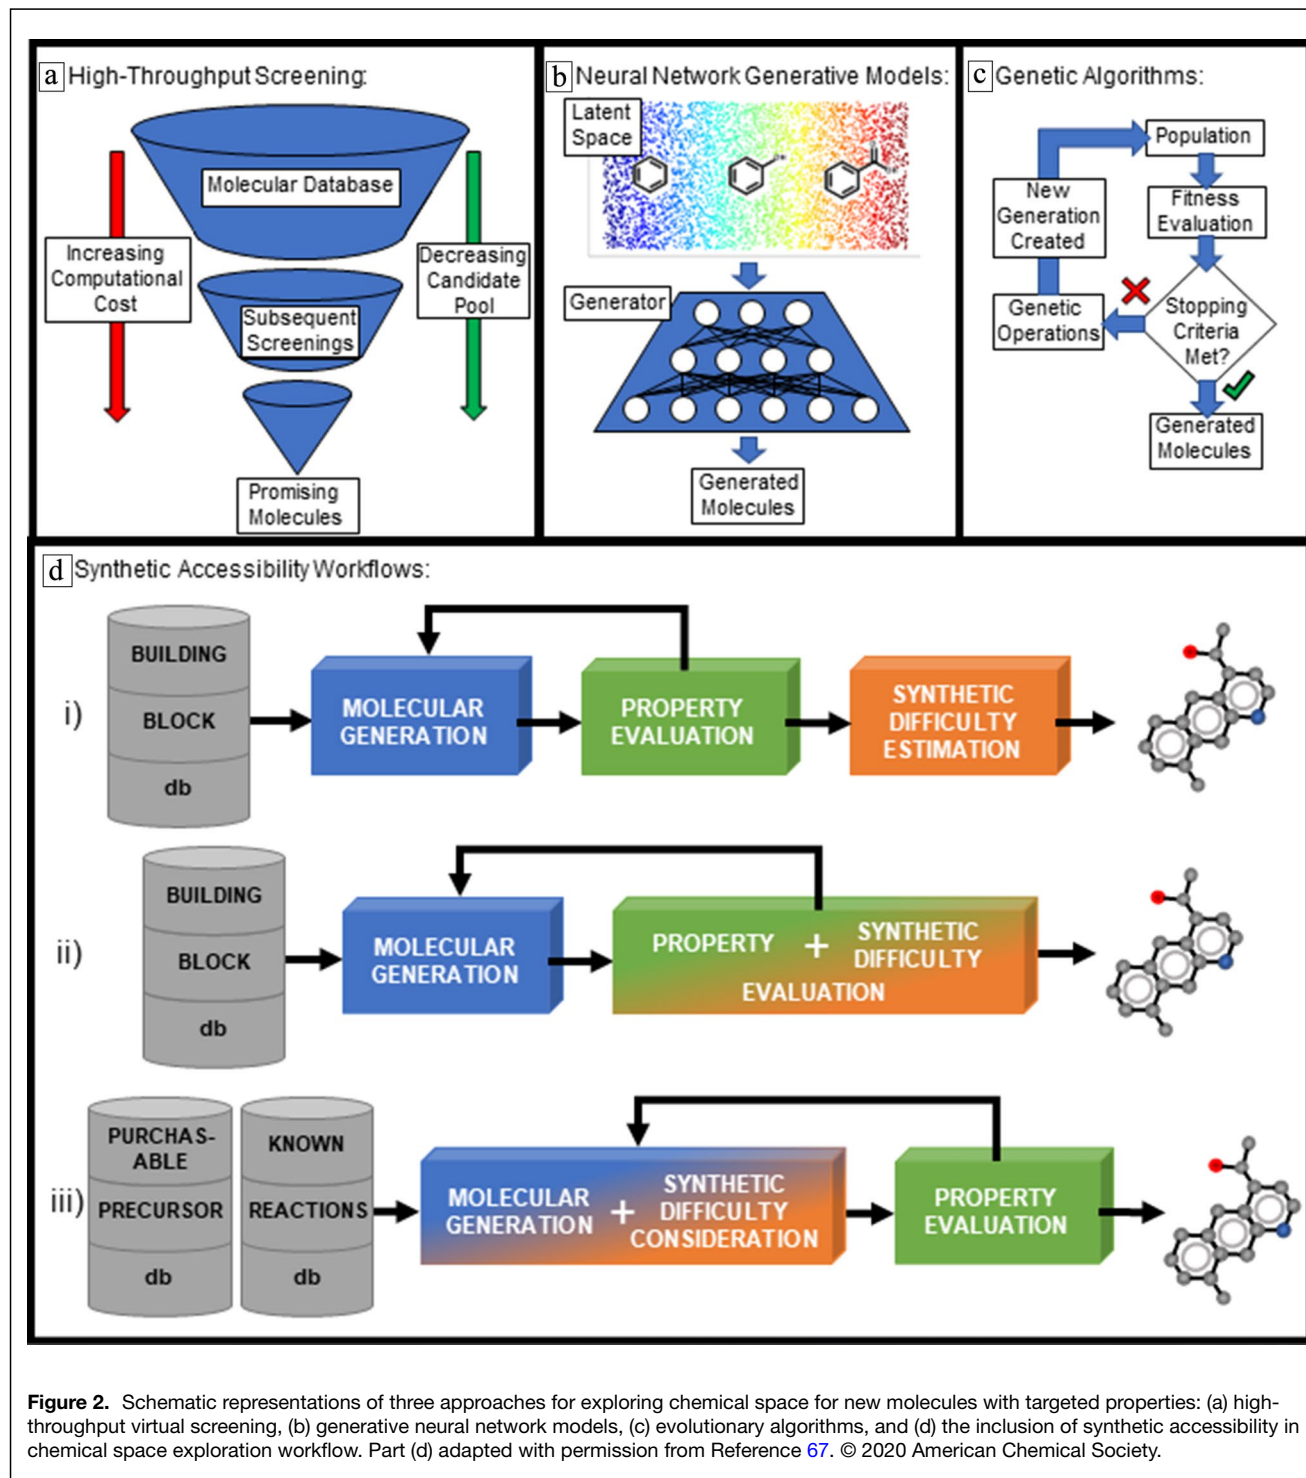 a High-Throughput Screening:
Molecular Database
Increasing
Computational
Cost
Decreasing
Candidate
Pool
Subsequent
Screenings
Promising
Molecules
b Neural Network Generative Models:
Latent
Space
Generator
Generated
Molecules
c Genetic Algorithms:
Population
New
Generation
Created
Fitness
Evaluation
Genetic
Operations
Stopping
Criteria
Met?
Generated
Molecules
d Synthetic Accessibility Workflows:
i)
BUILDING
BLOCK
db
MOLECULAR
GENERATION
PROPERTY
EVALUATION
SYNTHETIC
DIFFICULTY
ESTIMATION
ii)
BUILDING
BLOCK
db
MOLECULAR
GENERATION
PROPERTY + SYNTHETIC
DIFFICULTY
EVALUATION
iii)
PURCHAS-
ABLE
PRECURSOR
db
KNOWN
REACTIONS
db
MOLECULAR
GENERATION
+
SYNTHETIC
DIFFICULTY
CONSIDERATION
PROPERTY
EVALUATION
Figure 2. Schematic representations of three approaches for exploring chemical space for new molecules with targeted properties: (a) high-
throughput virtual screening, (b) generative neural network models, (c) evolutionary algorithms, and (d) the inclusion of synthetic accessibility in
chemical space exploration workflow. Part (d) adapted with permission from Reference 67. © 2020 American Chemical Society.